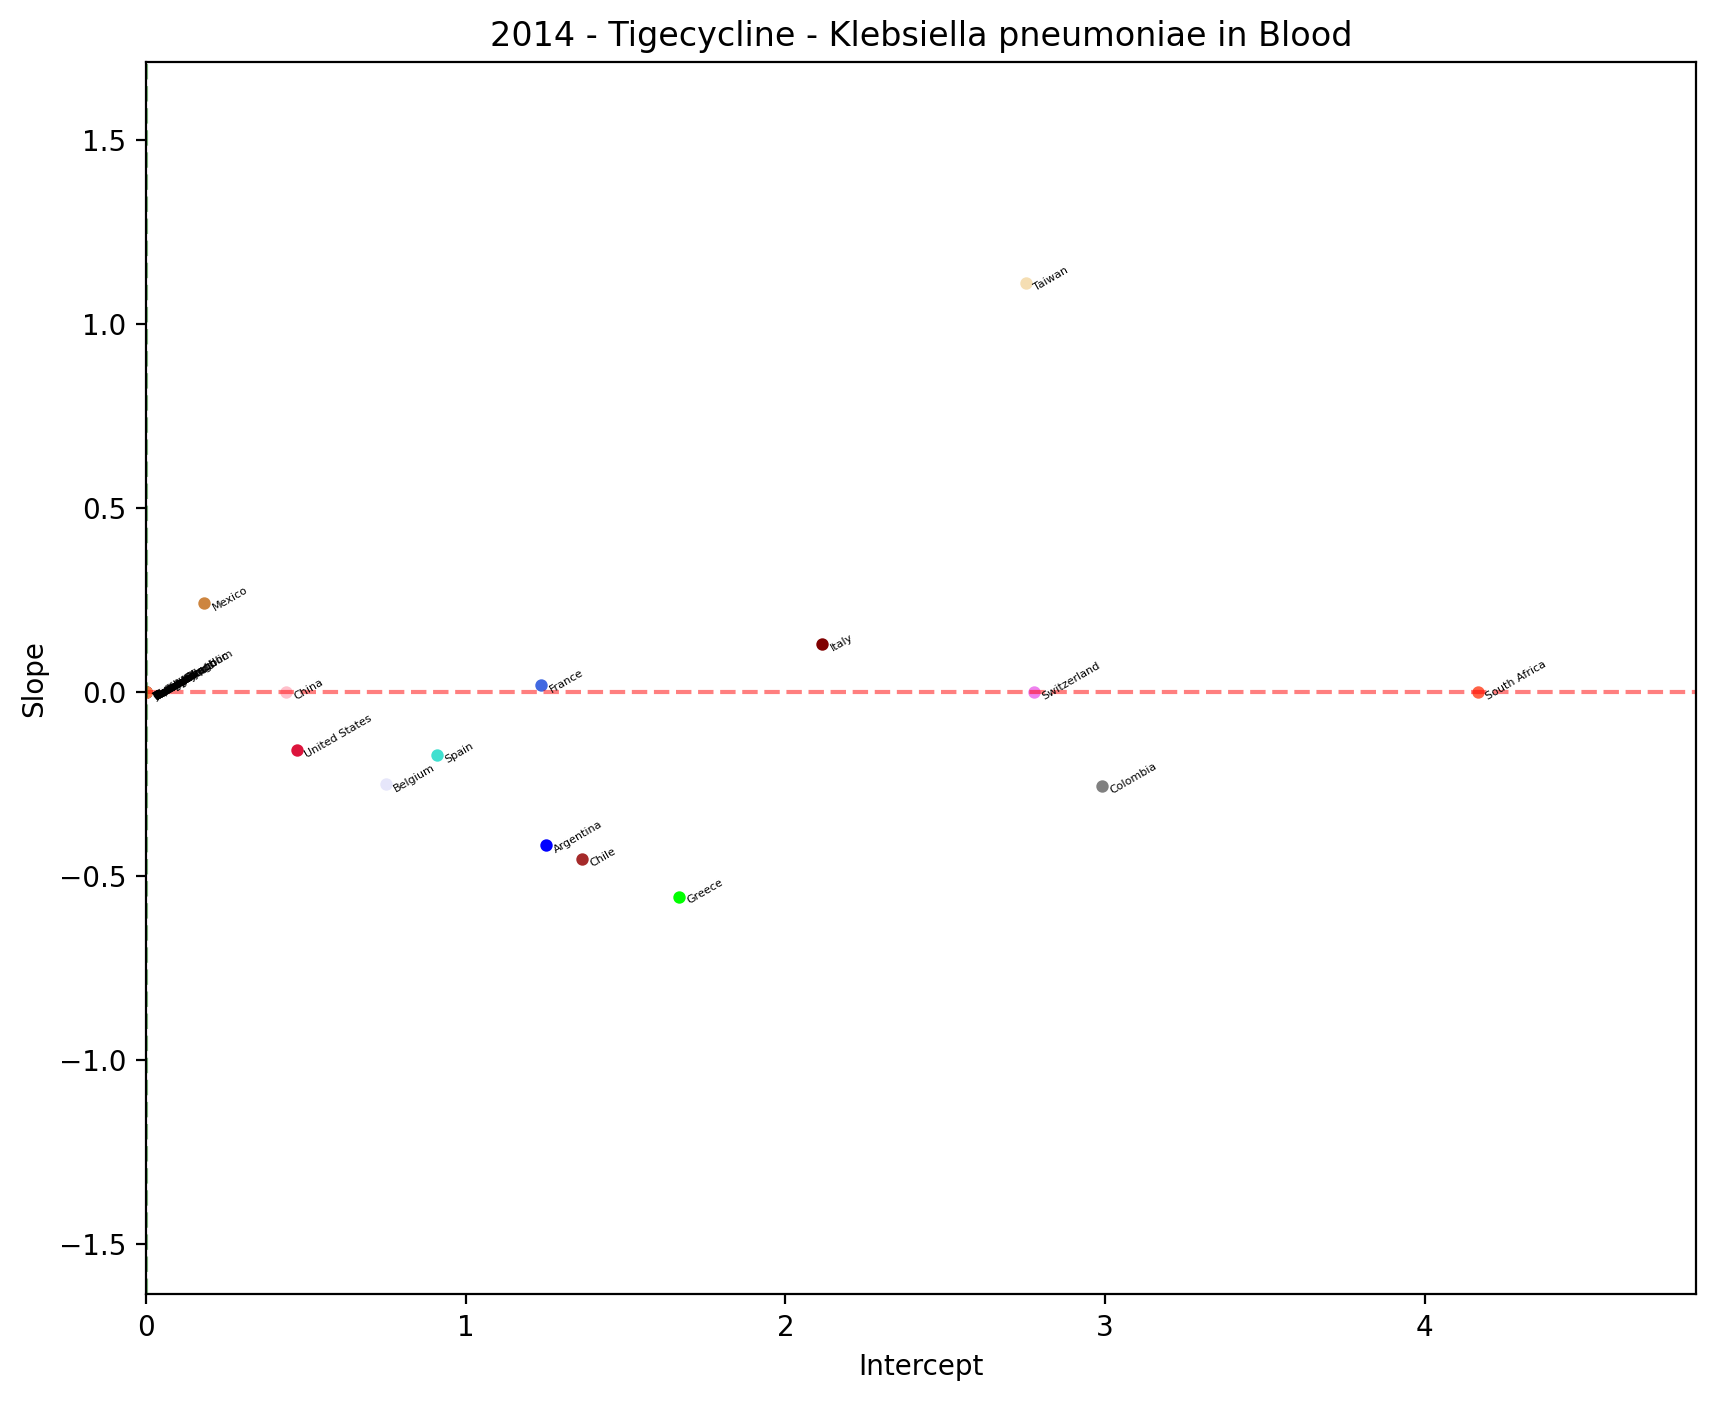 2014 - Tigecycline - Klebsiella pneumoniae in Blood
1.5
Taiwan
1.0
0.5
Mexico
Italy
0.0
China
France
Switzerland
South Africa
United States
Spain
Belgium
Colombia
Argentina
Chile
Greece
−0.5
−1.0
−1.5
Slope
0 1 2 3 4
Intercept